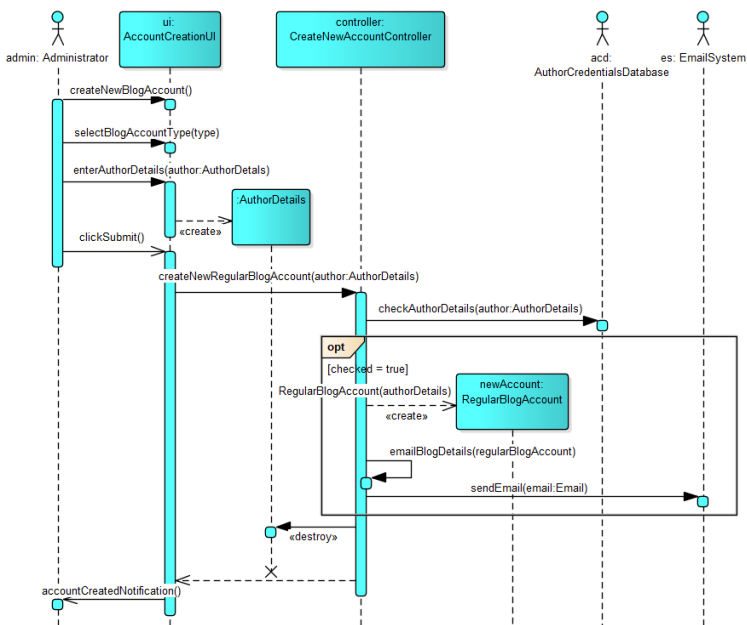 ui:
AccountCreationUI
controller:
CreateNewAccountController
admin: Administrator
acd:
AuthorCredentialsDatabase
es: EmailSystem
createNewBlogAccount()
selectBlogAccountType(type)
enterAuthorDetails(author:AuthorDetals)
:AuthorDetails
«create»
clickSubmit()
createNewRegularBlogAccount(author:AuthorDetails)
checkAuthorDetails(author:AuthorDetails)
opt
[checked = true]
RegularBlogAccount(authorDetails)
newAccount:
RegularBlogAccount
«create»
emailBlogDetails(regularBlogAccount)
sendEmail(email:Email)
«destroy»
accountCreatedNotification()